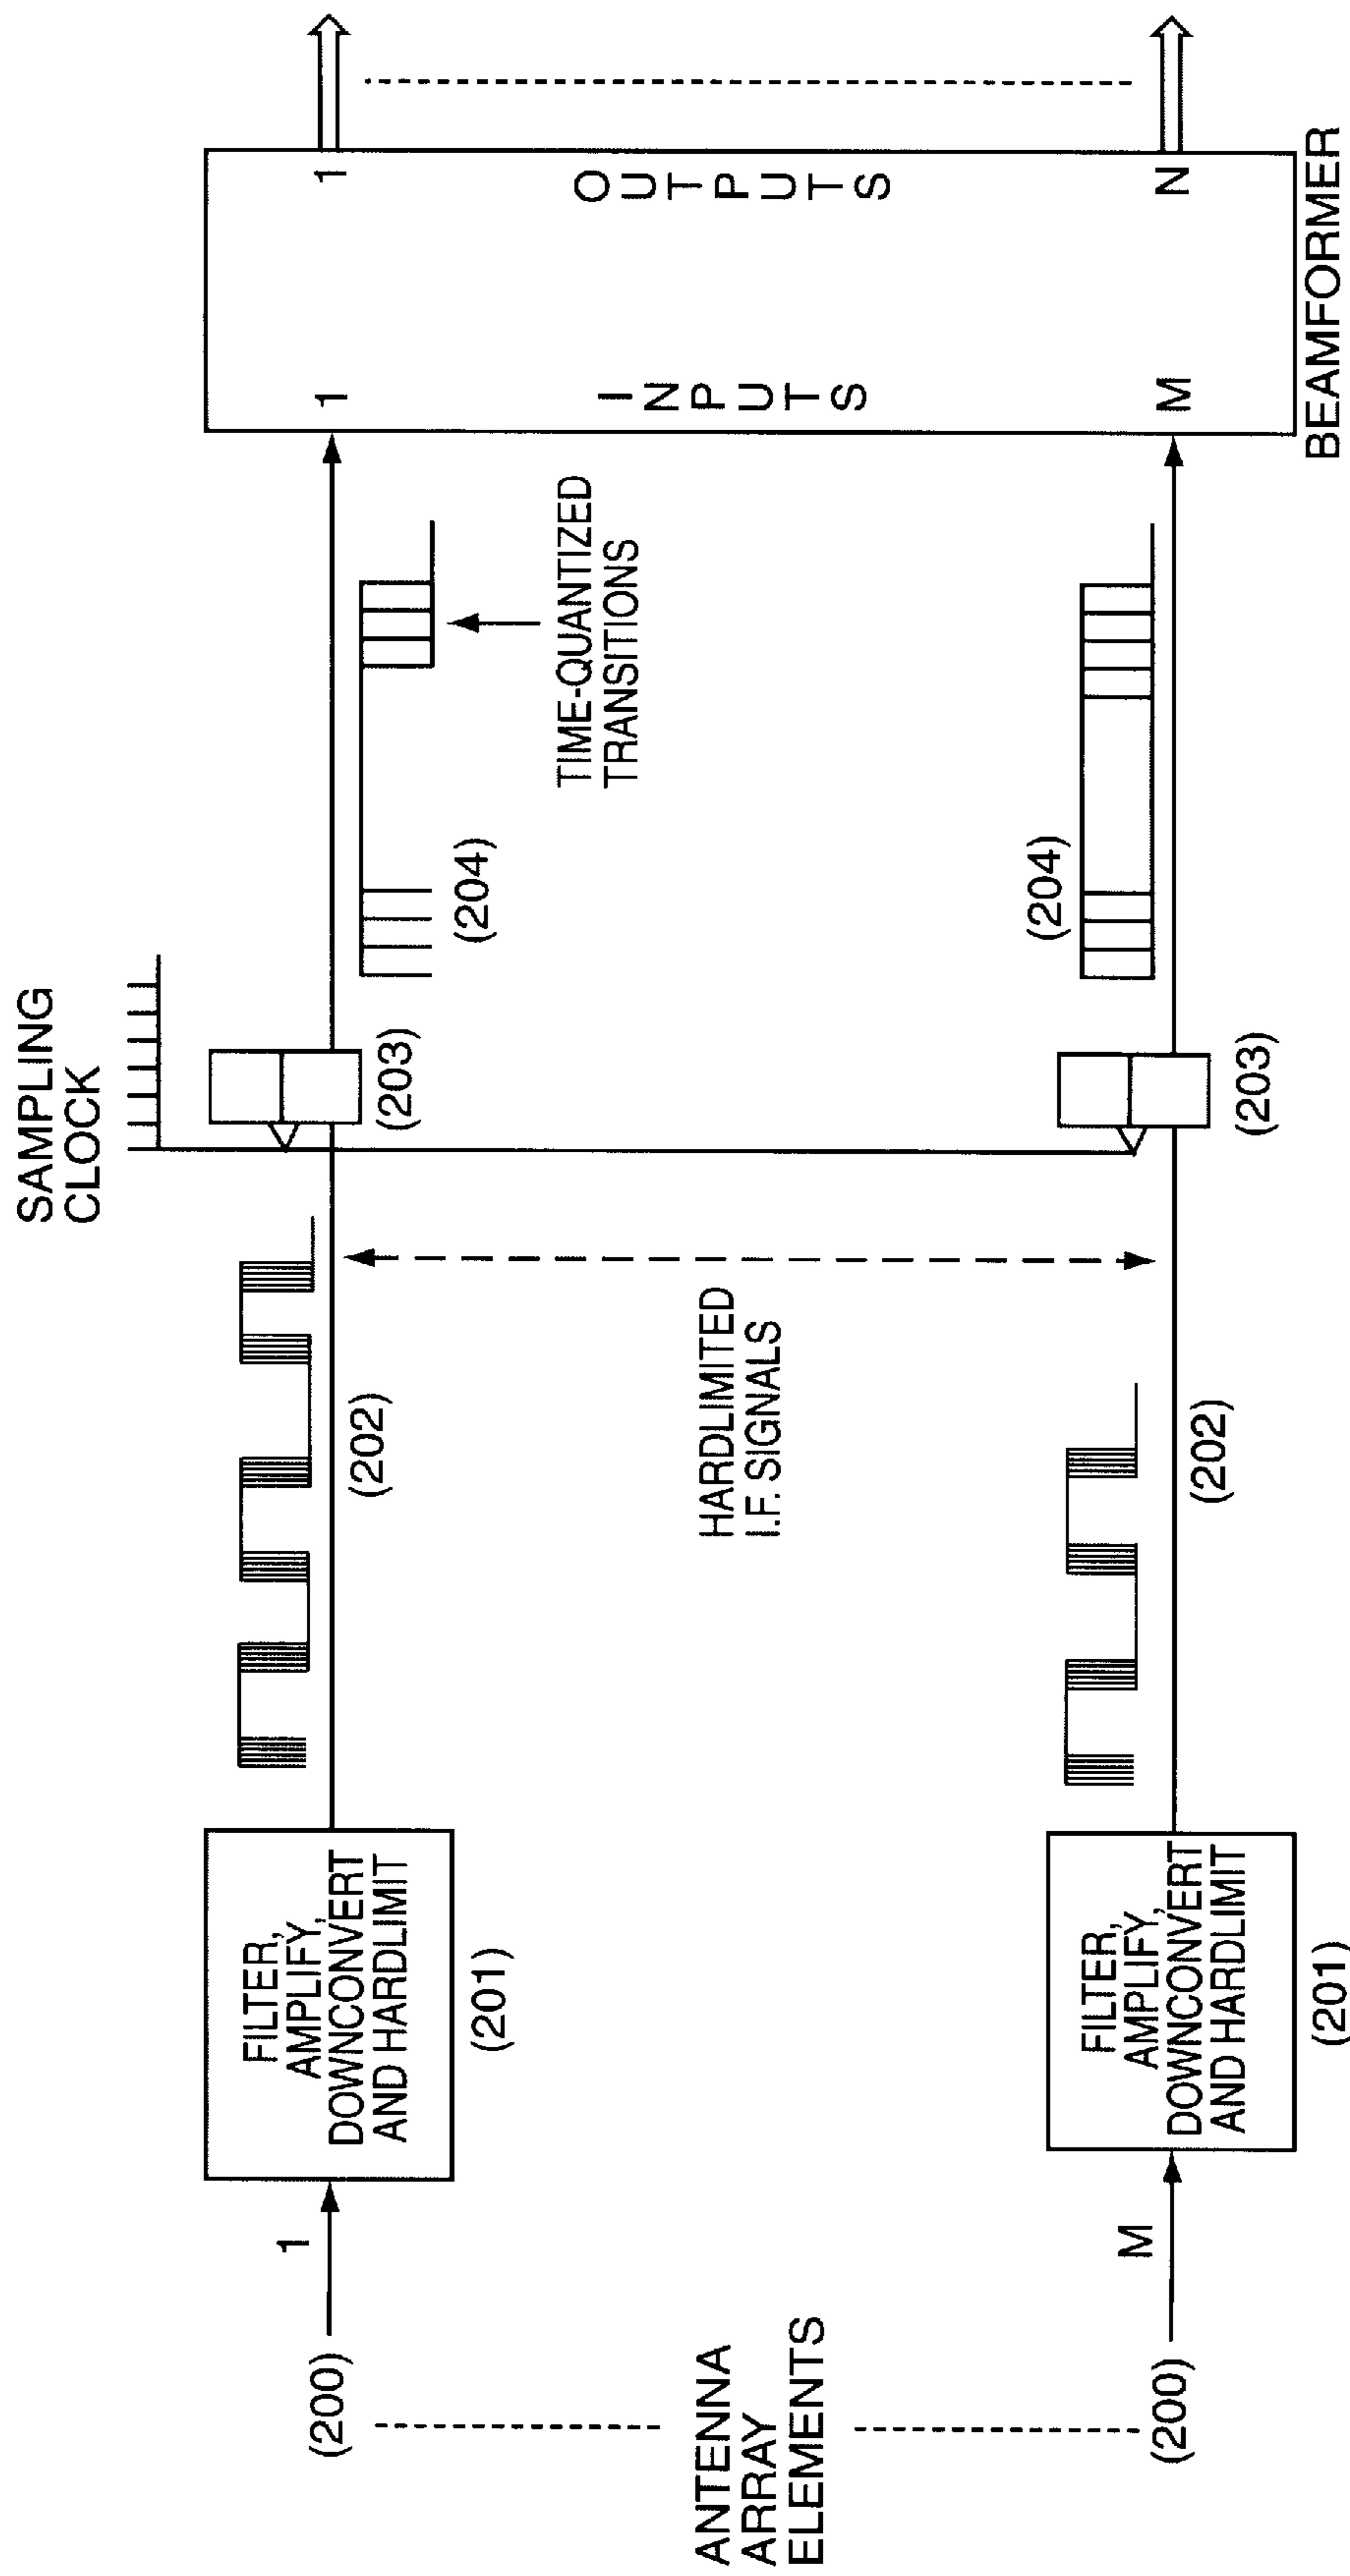 SAMPLING
CLOCK
1
FILTER,
AMPLIFY,
DOWNCONVERT
AND HARDLIMIT
(201)
(200)
(202)
(203)
(204)
TIME-QUANTIZED
TRANSITIONS
1
1
INPUTS
OUTPUTS
M
N
BEAMFORMER
ANTENNA
ARRAY
ELEMENTS
HARDLIMITED
I.F. SIGNALS
M
(200)
FILTER,
AMPLIFY,
DOWNCONVERT
AND HARDLIMIT
(201)
(202)
(203)
(204)